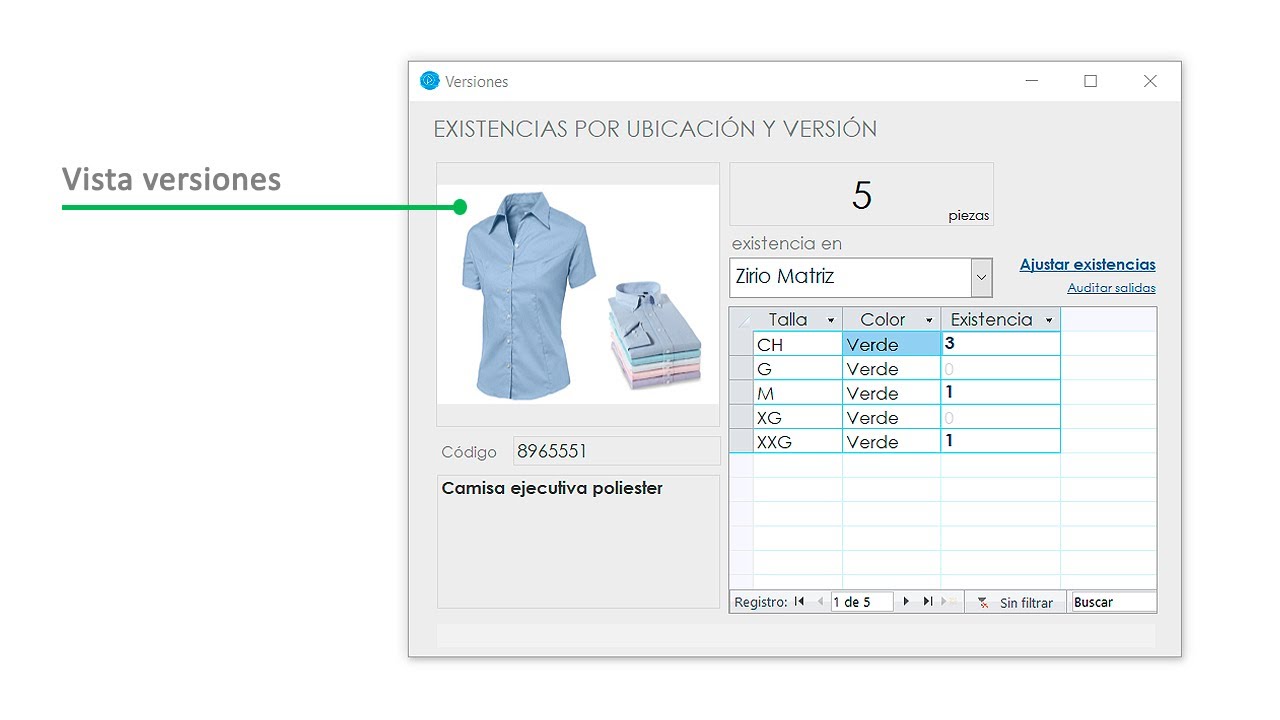 Versiones
EXISTENCIAS POR UBICACIÓN Y VERSIÓN
Vista versiones
5
piezas
existencia en
Zirio Matriz
Ajustar existencias
Auditar salidas
Talla Color Existencia
CH Verde 3
G Verde 0
M Verde 1
XG Verde 0
XXG Verde 1
Código 8965551
Camisa ejecutiva poliester
Registro: 1 de 5 Sin filtrar Buscar